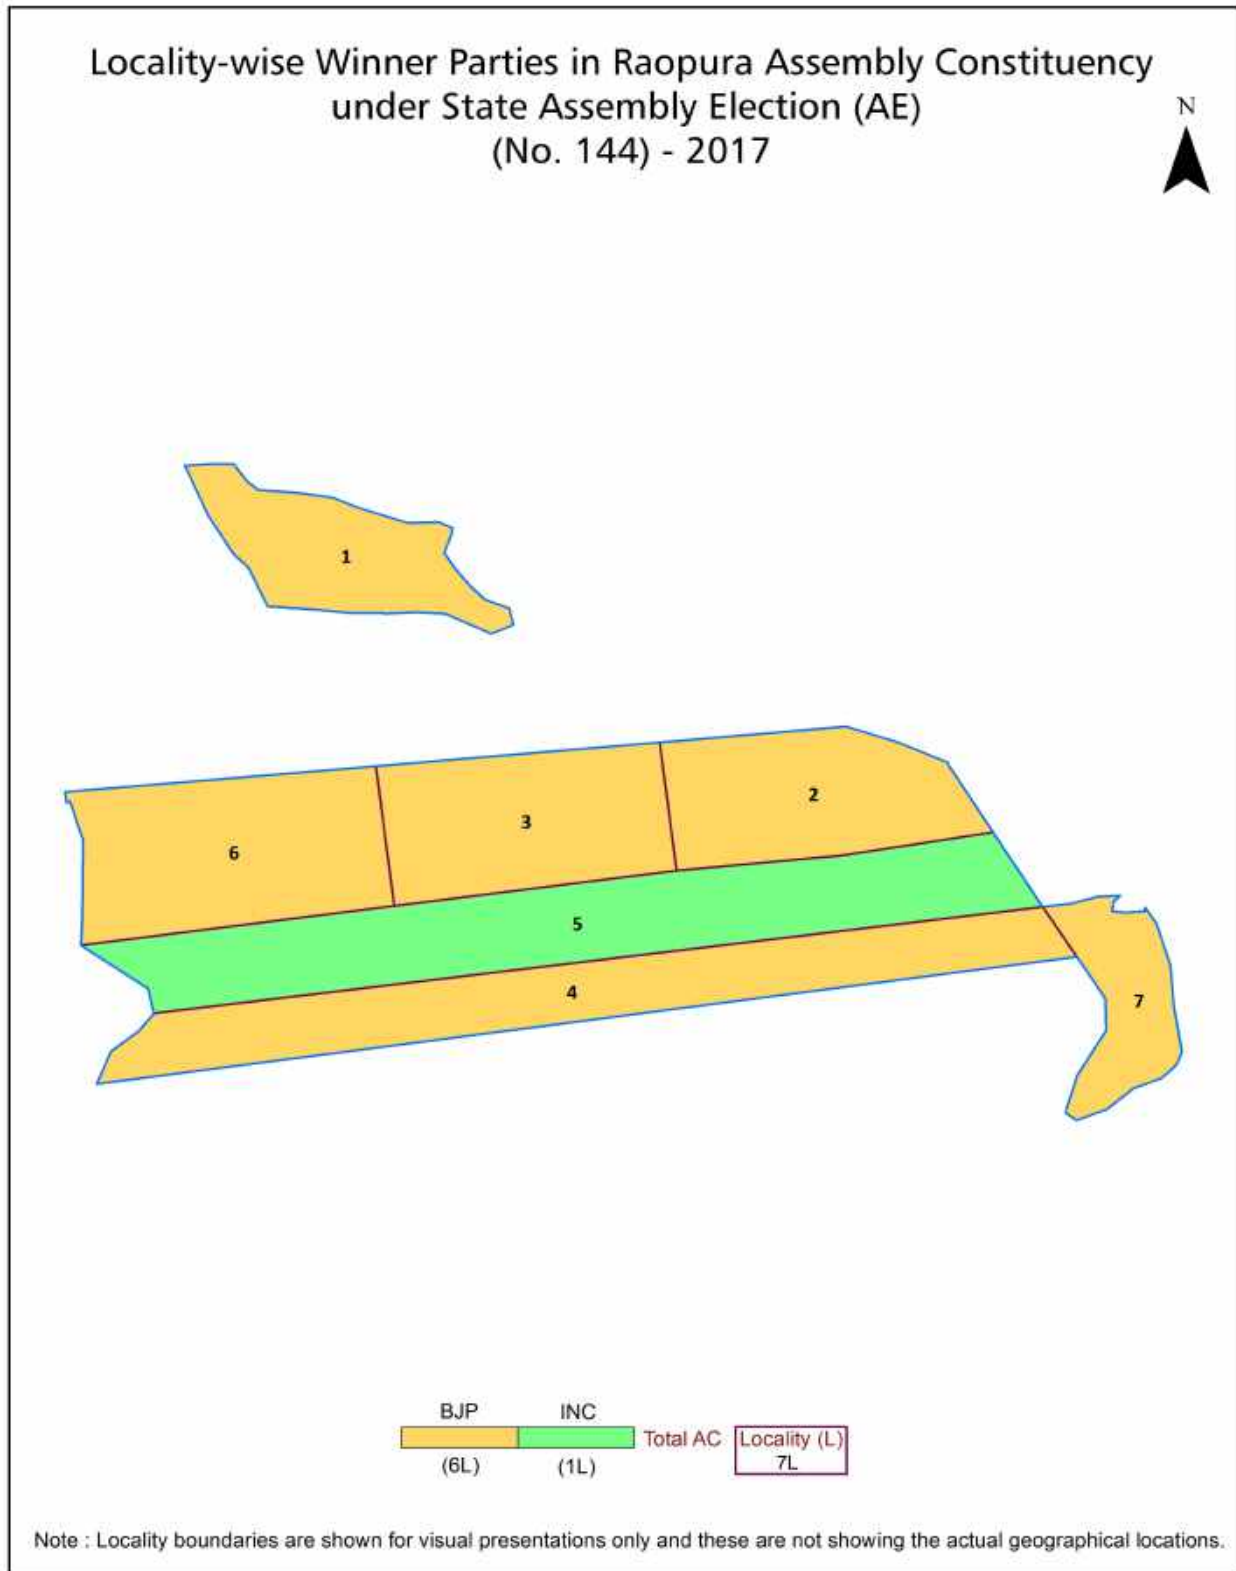 Locality-wise Winner Parties in Raopura Assembly Constituency
under State Assembly Election (AE)
(No. 144) - 2017
N
1
2
3
6
5
4
7
BJP INC
Total AC Locality (L)
(6L) (1L) 7L
Note : Locality boundaries are shown for visual presentations only and these are not showing the actual geographical locations.